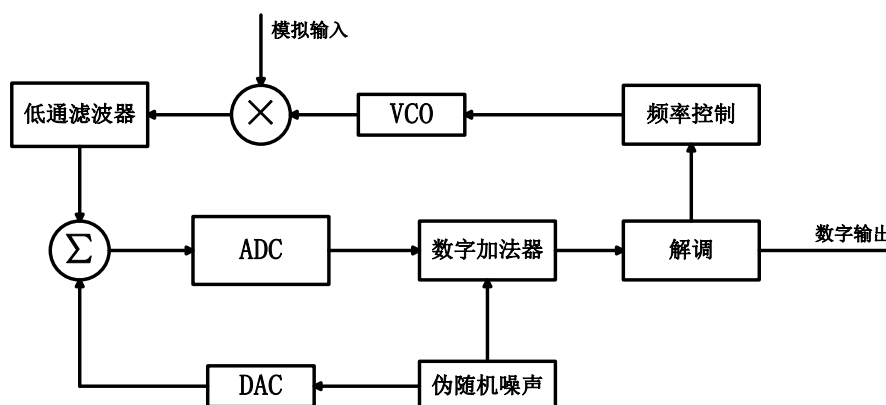 模拟输入
低通滤波器
×
VCO
频率控制
Σ
ADC
数字加法器
解调
数字输出
DAC
伪随机噪声